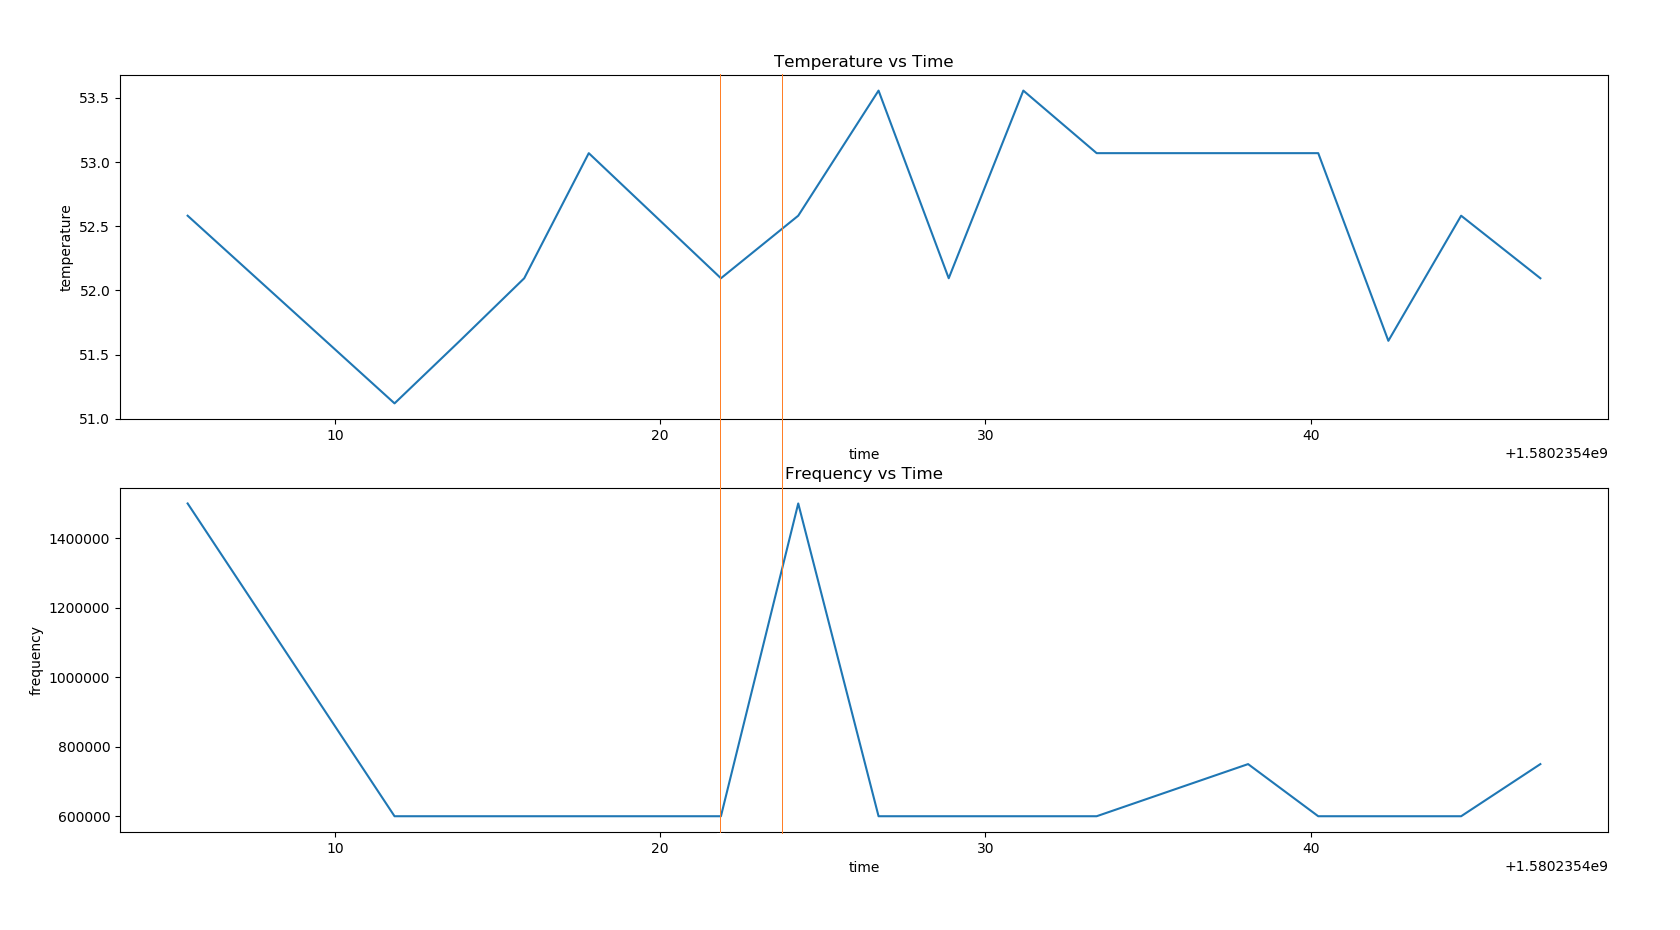 Temperature vs Time
53.5
53.0
52.5
52.0
51.5
51.0
temperature
10 20 30 40
time
+1.5802354e9
Frequency vs Time
1400000
1200000
1000000
800000
600000
frequency
10 20 30 40
time
+1.5802354e9